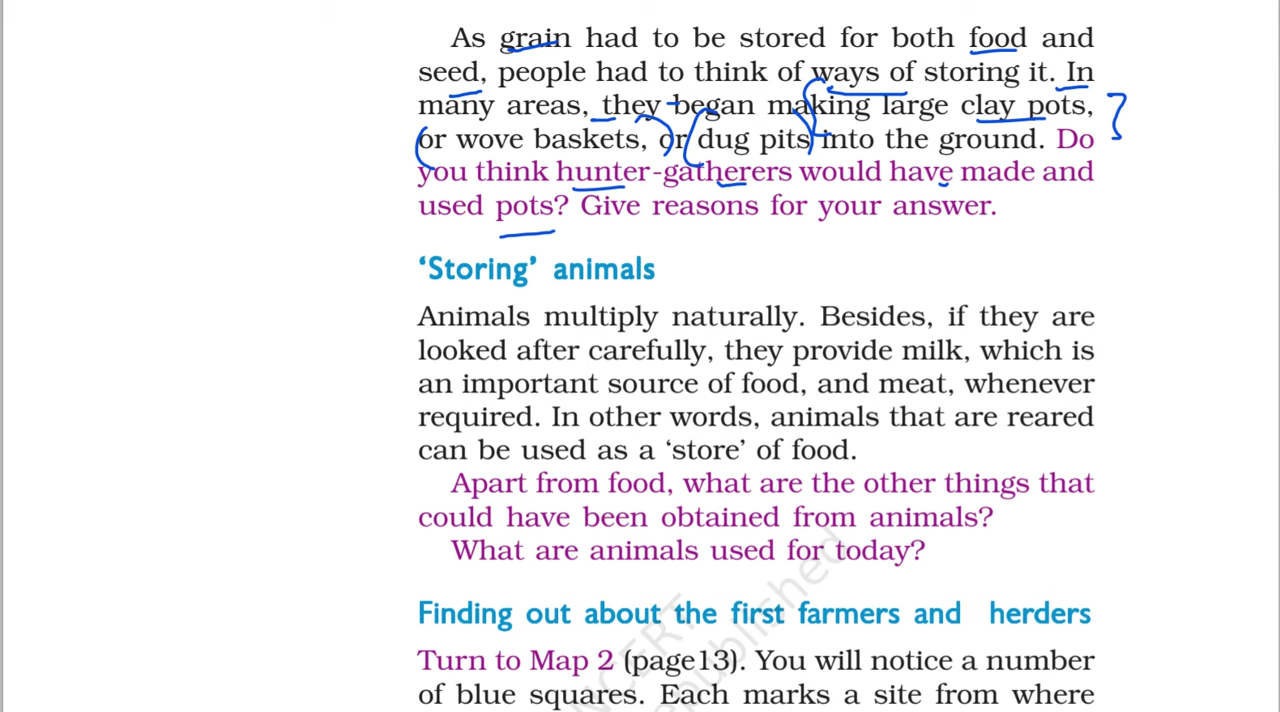 As grain had to be stored for both food and
seed, people had to think of ways of storing it. In
many areas, they began making large clay pots,
or wove baskets, or dug pits into the ground. Do
you think hunter-gatherers would have made and
used pots? Give reasons for your answer.
‘Storing’ animals
Animals multiply naturally. Besides, if they are
looked after carefully, they provide milk, which is
an important source of food, and meat, whenever
required. In other words, animals that are reared
can be used as a ‘store’ of food.
Apart from food, what are the other things that
could have been obtained from animals?
What are animals used for today?
Finding out about the first farmers and herders
Turn to Map 2 (page13). You will notice a number
of blue squares. Each marks a site from where